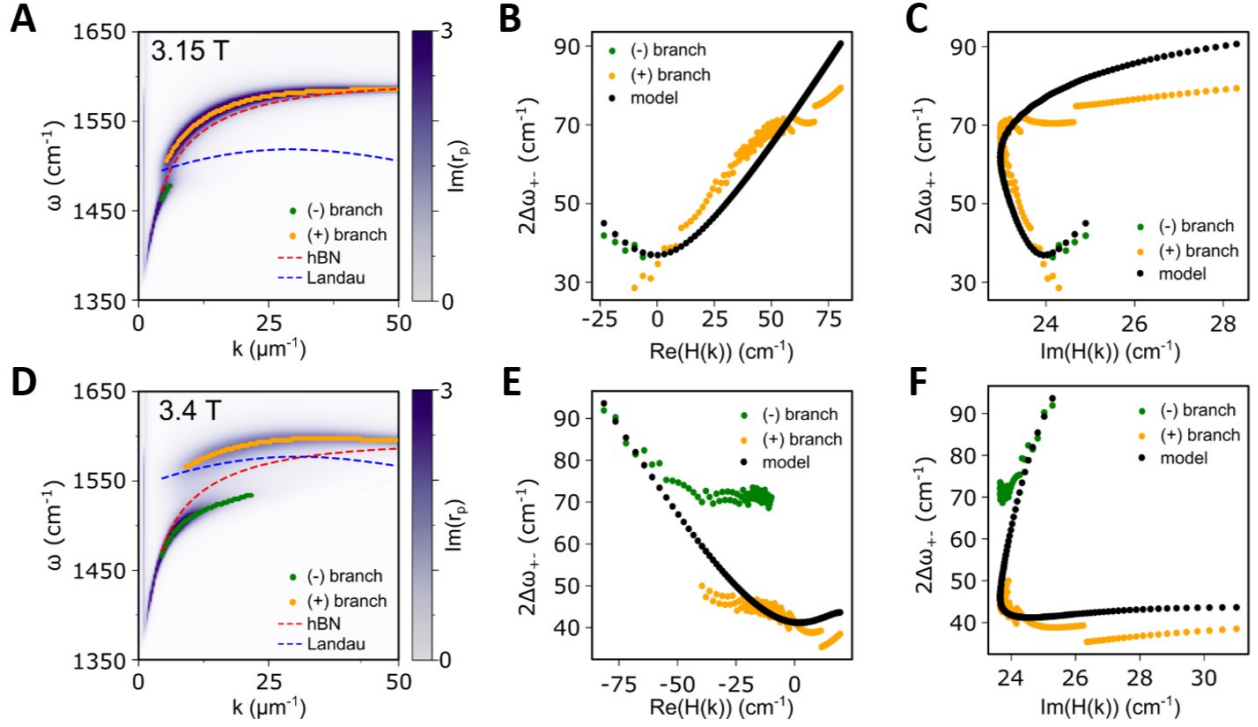 A
3.15 T
1650
1550
1450
1350
ω (cm⁻¹)
0
25
50
k (μm⁻¹)
(-) branch
(+) branch
hBN
Landau
3
0
Im(rₚ)
B
90
70
50
30
2Δω₊₋ (cm⁻¹)
-25
0
25
50
75
Re(H(k)) (cm⁻¹)
(-) branch
(+) branch
model
C
90
70
50
30
2Δω₊₋ (cm⁻¹)
24
26
28
Im(H(k)) (cm⁻¹)
(-) branch
(+) branch
model
D
3.4 T
1650
1550
1450
1350
ω (cm⁻¹)
0
25
50
k (μm⁻¹)
(-) branch
(+) branch
hBN
Landau
3
0
Im(rₚ)
E
90
80
70
60
50
40
2Δω₊₋ (cm⁻¹)
-75
-50
-25
0
Re(H(k)) (cm⁻¹)
(-) branch
(+) branch
model
F
90
80
70
60
50
40
2Δω₊₋ (cm⁻¹)
24
26
28
30
Im(H(k)) (cm⁻¹)
(-) branch
(+) branch
model